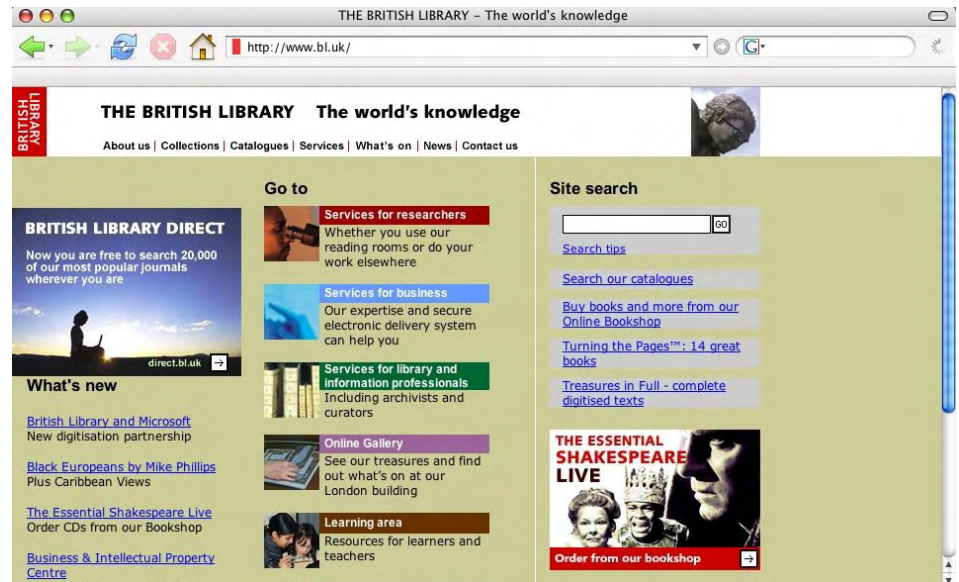 THE BRITISH LIBRARY – The world's knowledge
http://www.bl.uk/
G
LIBRARY
BRITISH
THE BRITISH LIBRARY The world's knowledge
About us | Collections | Catalogues | Services | What's on | News | Contact us
BRITISH LIBRARY DIRECT
Now you are free to search 20,000
of our most popular journals
wherever you are
direct.bl.uk
What's new
British Library and Microsoft
New digitisation partnership
Black Europeans by Mike Phillips
Plus Caribbean Views
The Essential Shakespeare Live
Order CDs from our Bookshop
Business & Intellectual Property
Centre
Go to
Services for researchers
Whether you use our
reading rooms or do your
work elsewhere
Services for business
Our expertise and secure
electronic delivery system
can help you
Services for library and
information professionals
Including archivists and
curators
Online Gallery
See our treasures and find
out what's on at our
London building
Learning area
Resources for learners and
teachers
Site search
GO
Search tips
Search our catalogues
Buy books and more from our
Online Bookshop
Turning the Pages™: 14 great
books
Treasures in Full - complete
digitised texts
THE ESSENTIAL
SHAKESPEARE
LIVE
Order from our bookshop